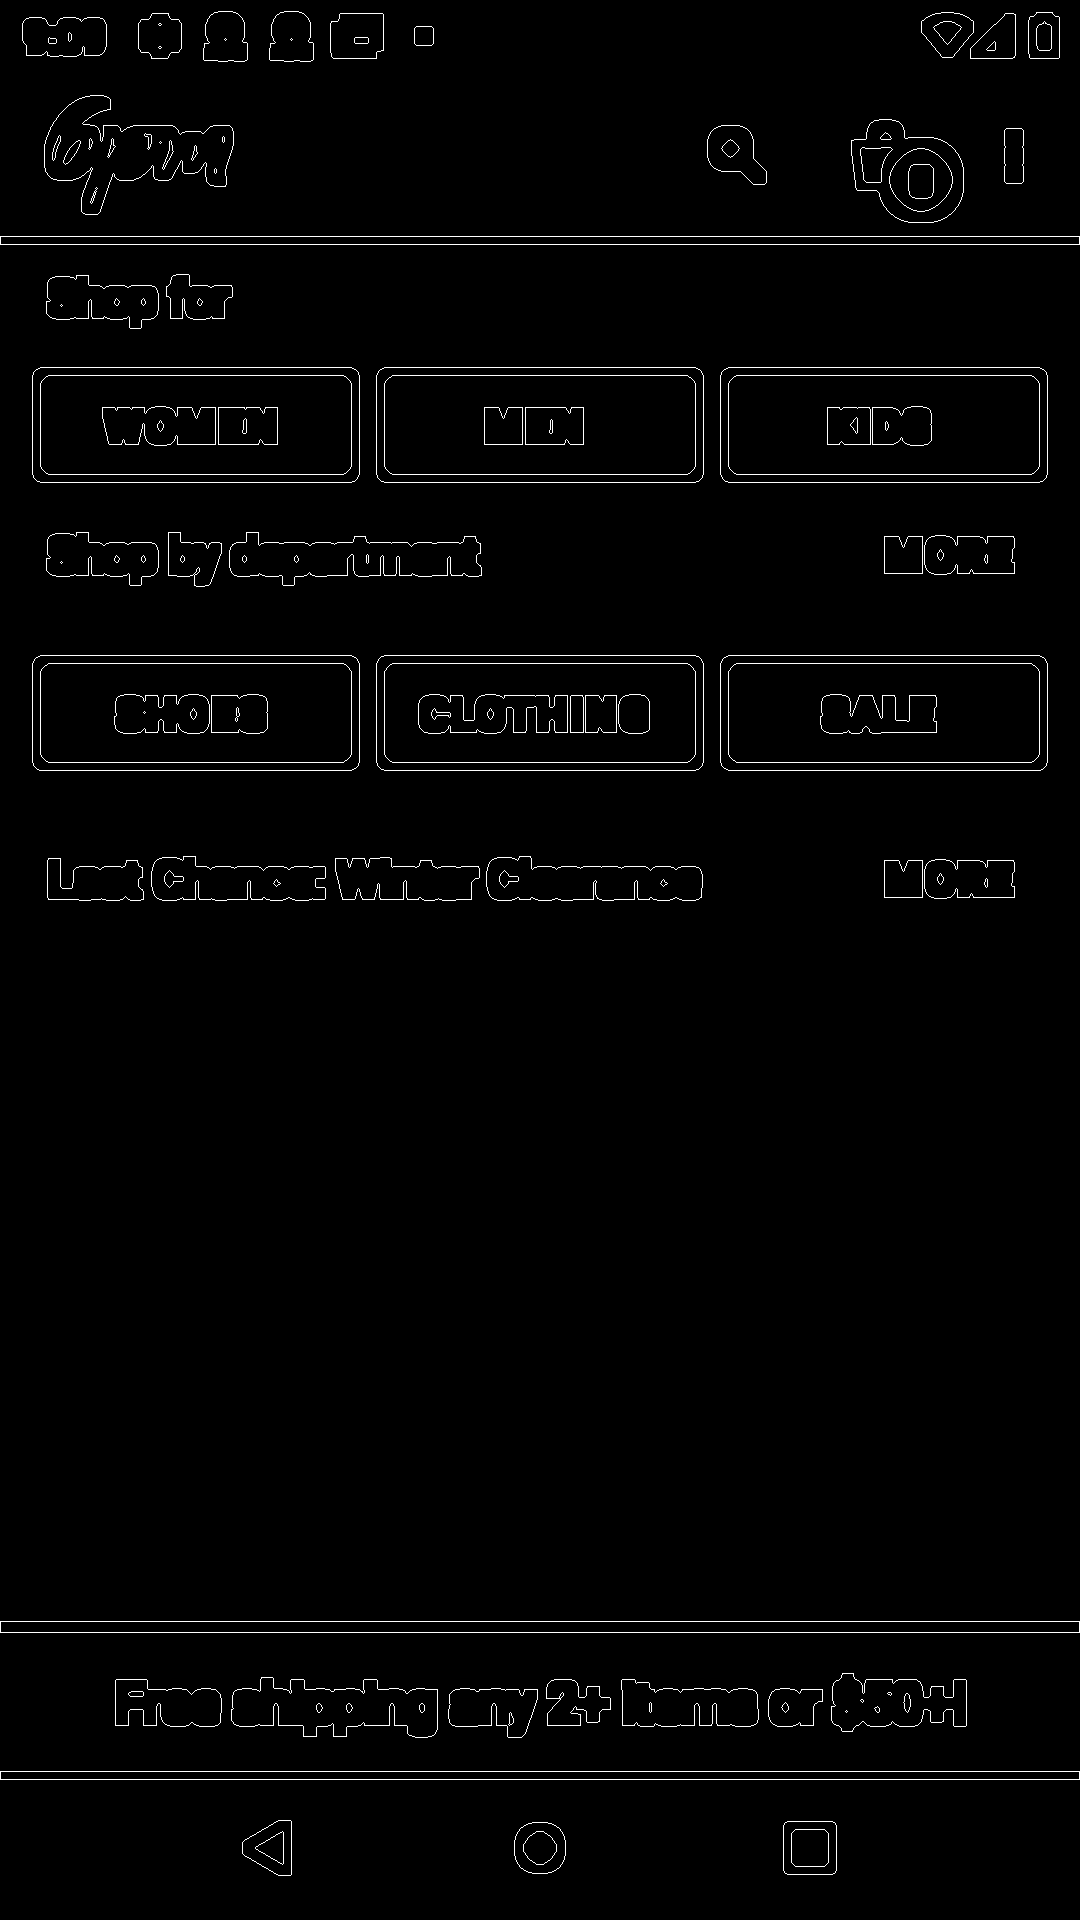 6pm
Shop for
WOMEN MEN KIDS
Shop by department MORE
SHOES CLOTHING SALE
Last Chance: Winter Clearance MORE
Free shipping any 2+ items or $50+!